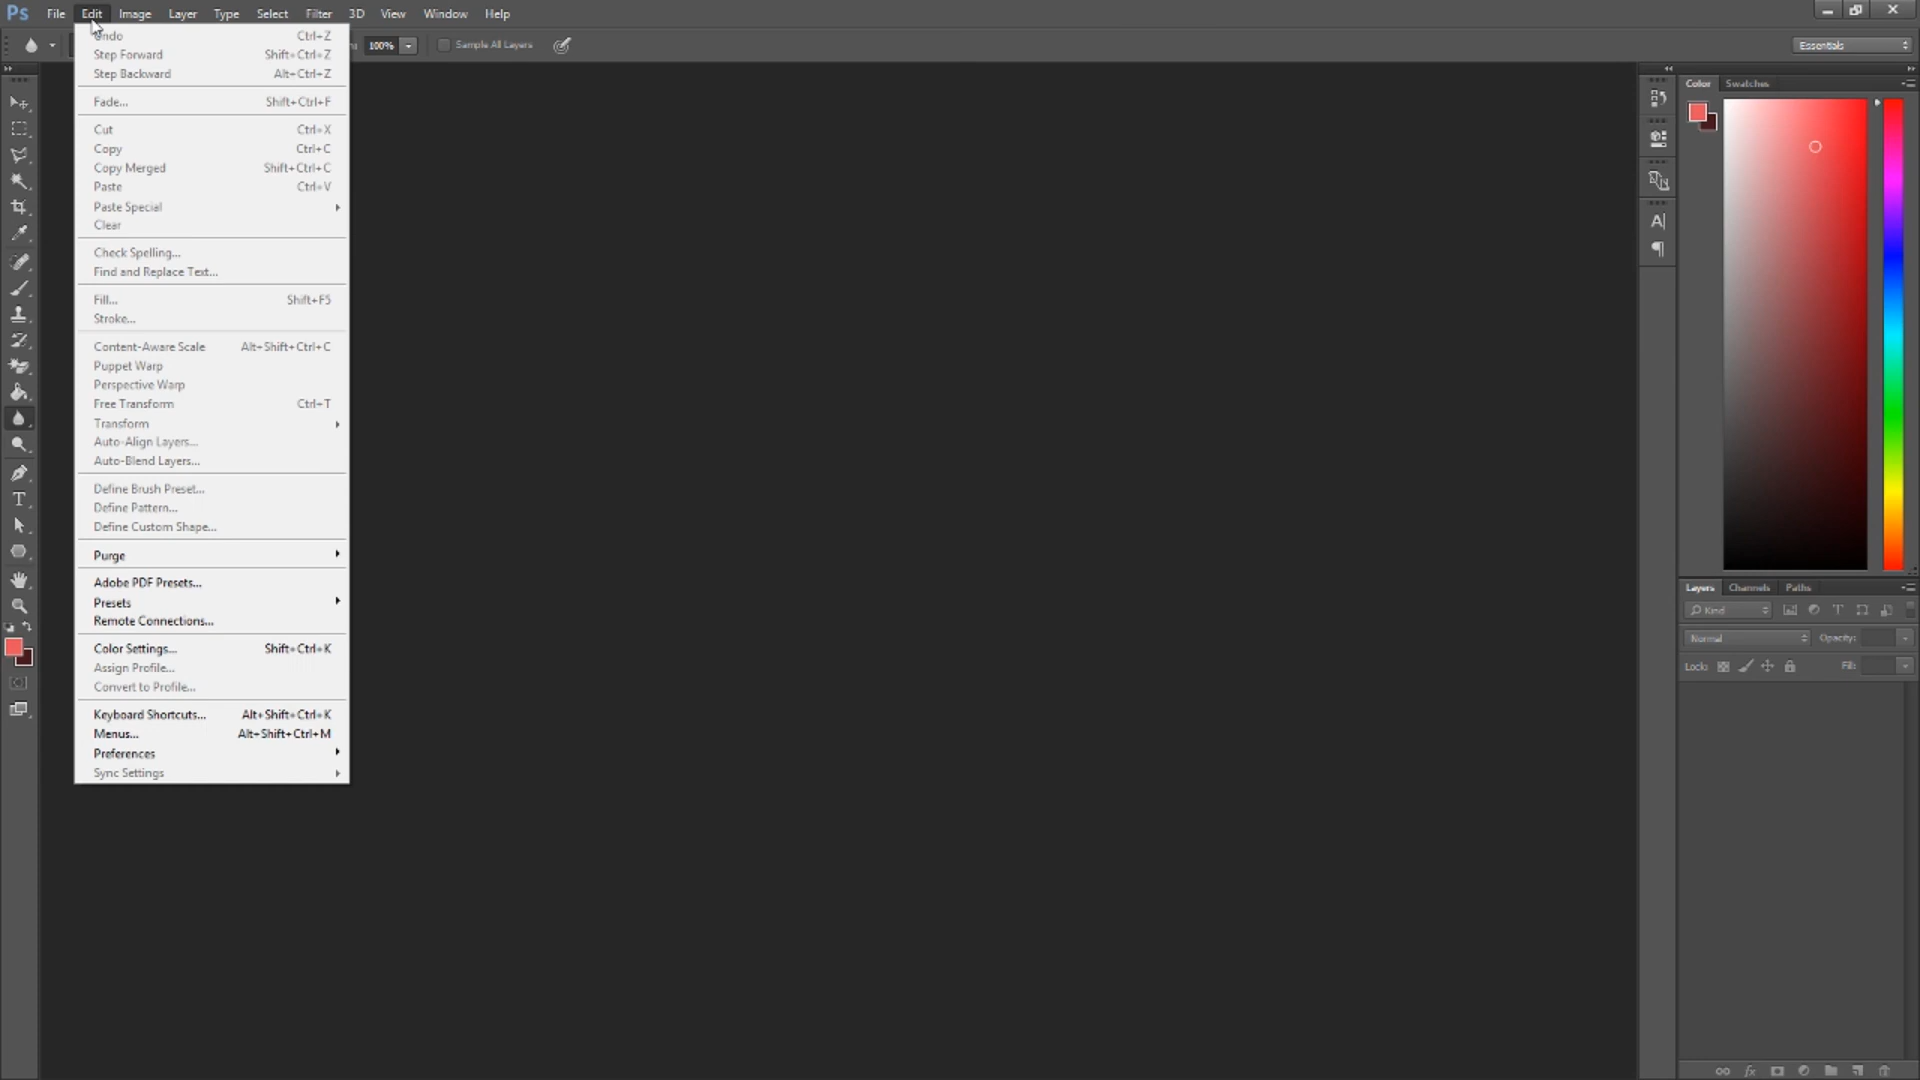 Ps File Edit Image Layer Type Select Filter 3D View Window Help
100% Sample All Layers Essentials
Undo Ctrl+Z
Step Forward Shift+Ctrl+Z
Step Backward Alt+Ctrl+Z
Fade... Shift+Ctrl+F
Cut Ctrl+X
Copy Ctrl+C
Copy Merged Shift+Ctrl+C
Paste Ctrl+V
Paste Special
Clear
Check Spelling...
Find and Replace Text...
Fill... Shift+F5
Stroke...
Content-Aware Scale Alt+Shift+Ctrl+C
Puppet Warp
Perspective Warp
Free Transform Ctrl+T
Transform
Auto-Align Layers...
Auto-Blend Layers...
Define Brush Preset...
Define Pattern...
Define Custom Shape...
Purge
Adobe PDF Presets...
Presets
Remote Connections...
Color Settings... Shift+Ctrl+K
Assign Profile...
Convert to Profile...
Keyboard Shortcuts... Alt+Shift+Ctrl+K
Menus... Alt+Shift+Ctrl+M
Preferences
Sync Settings
Color Swatches
Layers Channels Paths
Kind
Normal Opacity:
Lock: Fill: